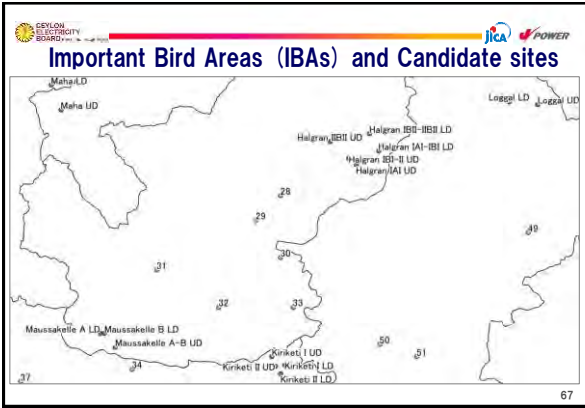 CEYLON
ELECTRICITY
BOARD
jICA POWER
Important Bird Areas (IBAs) and Candidate sites
Maha LD
Maha UD
Loggal LD
Loggal UD
Halgran IIBII UD
Halgran IBII-IIBII LD
Halgran IAI-IBI LD
Halgran IBI-II UD
Halgran IAI UD
28
29
49
30
31
32
33
Maussakelle A LD
Maussakelle B LD
Maussakelle A-B UD
50
51
Kiriketi I UD
Kiriketi II UD
Kiriketi I LD
Kiriketi II LD
34
37
67